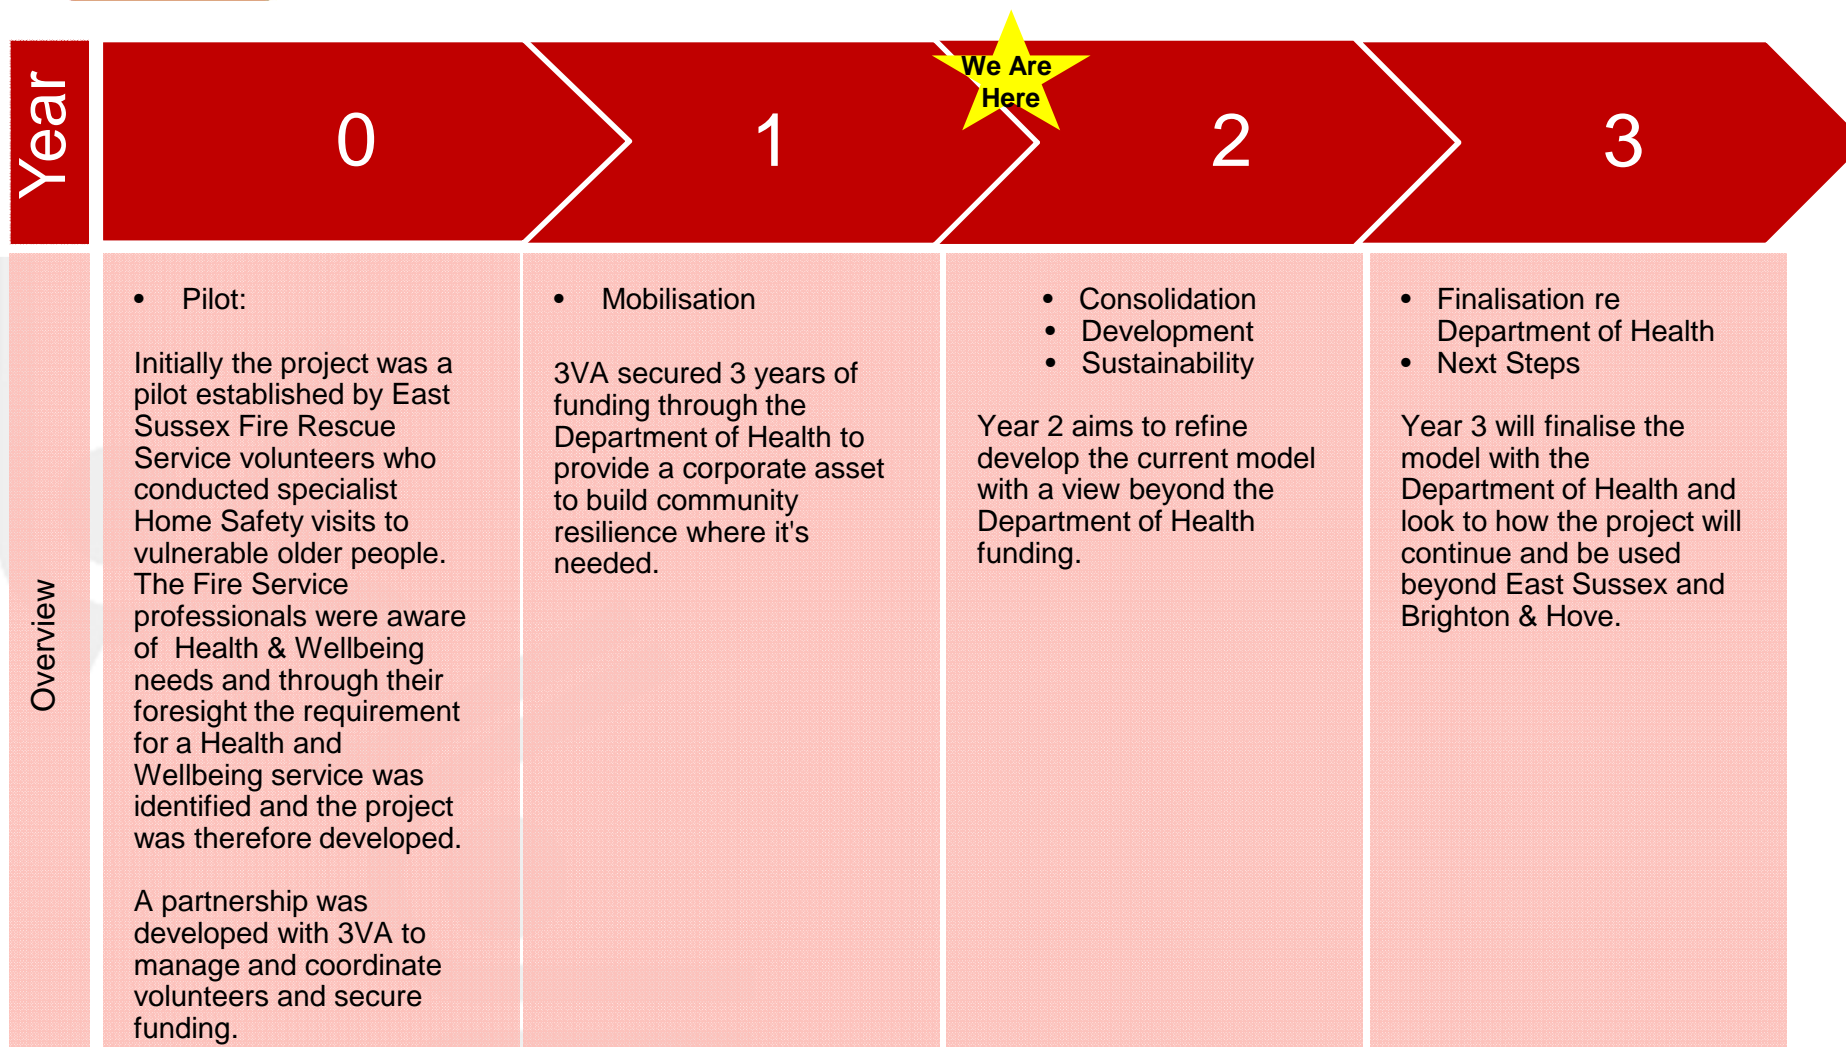 Year
0
1
We Are
Here
2
3
Overview
• Pilot:
Initially the project was a
pilot established by East
Sussex Fire Rescue
Service volunteers who
conducted specialist
Home Safety visits to
vulnerable older people.
The Fire Service
professionals were aware
of Health & Wellbeing
needs and through their
foresight the requirement
for a Health and
Wellbeing service was
identified and the project
was therefore developed.
A partnership was
developed with 3VA to
manage and coordinate
volunteers and secure
funding.
• Mobilisation
3VA secured 3 years of
funding through the
Department of Health to
provide a corporate asset
to build community
resilience where it's
needed.
• Consolidation
• Development
• Sustainability
Year 2 aims to refine
develop the current model
with a view beyond the
Department of Health
funding.
• Finalisation re
Department of Health
• Next Steps
Year 3 will finalise the
model with the
Department of Health and
look to how the project will
continue and be used
beyond East Sussex and
Brighton & Hove.